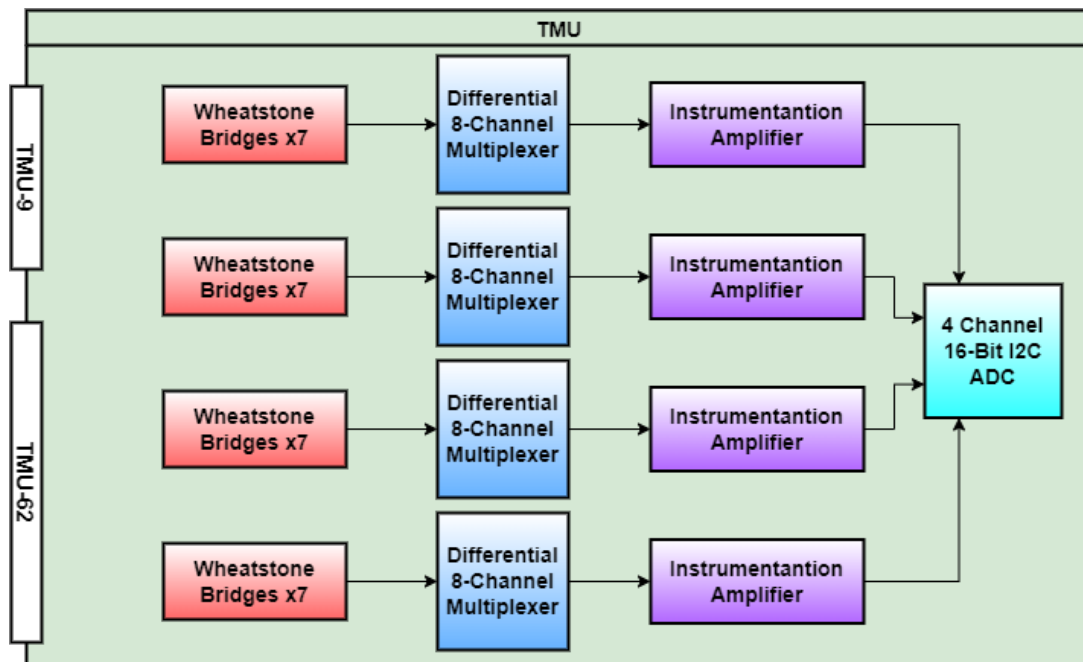 TMU
TMU-9
TMU-62
Wheatstone
Bridges x7
Differential
8-Channel
Multiplexer
Instrumentantion
Amplifier
Wheatstone
Bridges x7
Differential
8-Channel
Multiplexer
Instrumentantion
Amplifier
4 Channel
16-Bit I2C
ADC
Wheatstone
Bridges x7
Differential
8-Channel
Multiplexer
Instrumentantion
Amplifier
Wheatstone
Bridges x7
Differential
8-Channel
Multiplexer
Instrumentantion
Amplifier